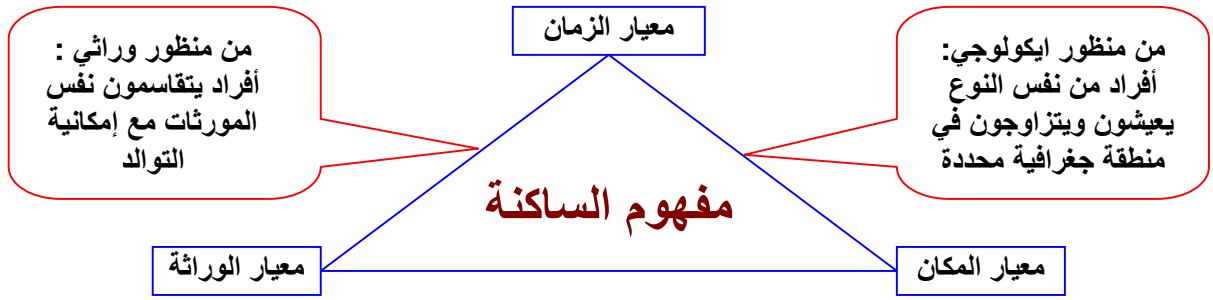 معيار الزمان
من منظور ايكولوجي:
أفراد من نفس النوع
يعيشون ويتزاوجون في
منطقة جغرافية محددة
من منظور وراثي :
أفراد يتقاسمون نفس
المورثات مع إمكانية
التوالد
مفهوم الساكنة
معيار المكان
معيار الوراثة